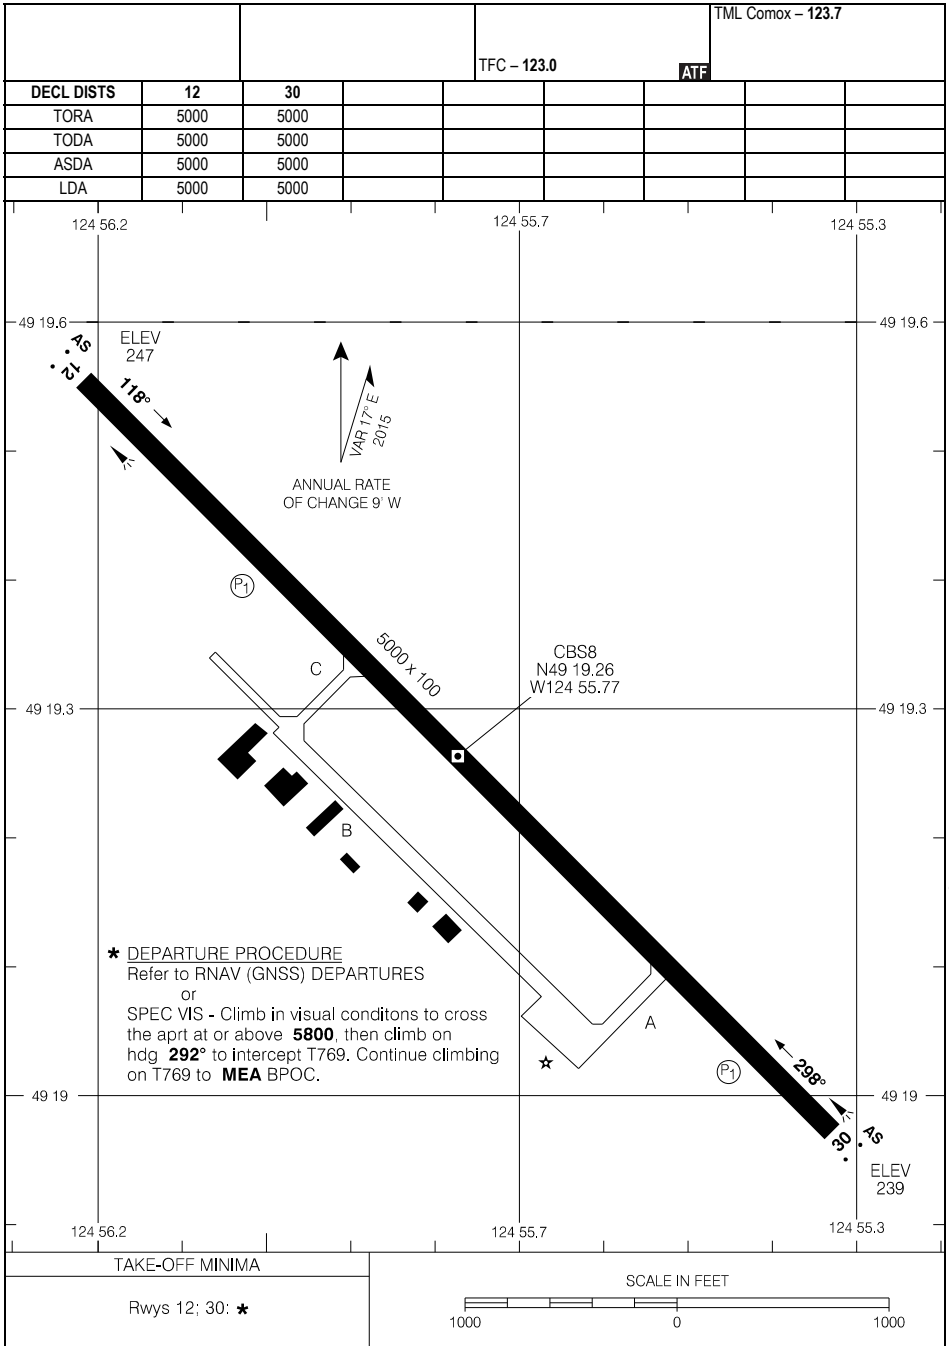 TML Comox – 123.7
TFC – 123.0
ATF
DECL DISTS 12 30
TORA 5000 5000
TODA 5000 5000
ASDA 5000 5000
LDA 5000 5000
124 56.2 124 55.7 124 55.3
49 19.6 49 19.6
AS
12
ELEV
247
118°
VAR 17° E
2015
ANNUAL RATE
OF CHANGE 9' W
P1
5000 x 100
C
CBS8
N49 19.26
W124 55.77
49 19.3 49 19.3
B
* DEPARTURE PROCEDURE
Refer to RNAV (GNSS) DEPARTURES
or
SPEC VIS - Climb in visual conditons to cross
the aprt at or above 5800, then climb on
hdg 292° to intercept T769. Continue climbing
on T769 to MEA BPOC.
A
P1
298°
49 19 49 19
30
AS
ELEV
239
124 56.2 124 55.7 124 55.3
TAKE-OFF MINIMA
Rwys 12; 30: *
SCALE IN FEET
1000 0 1000